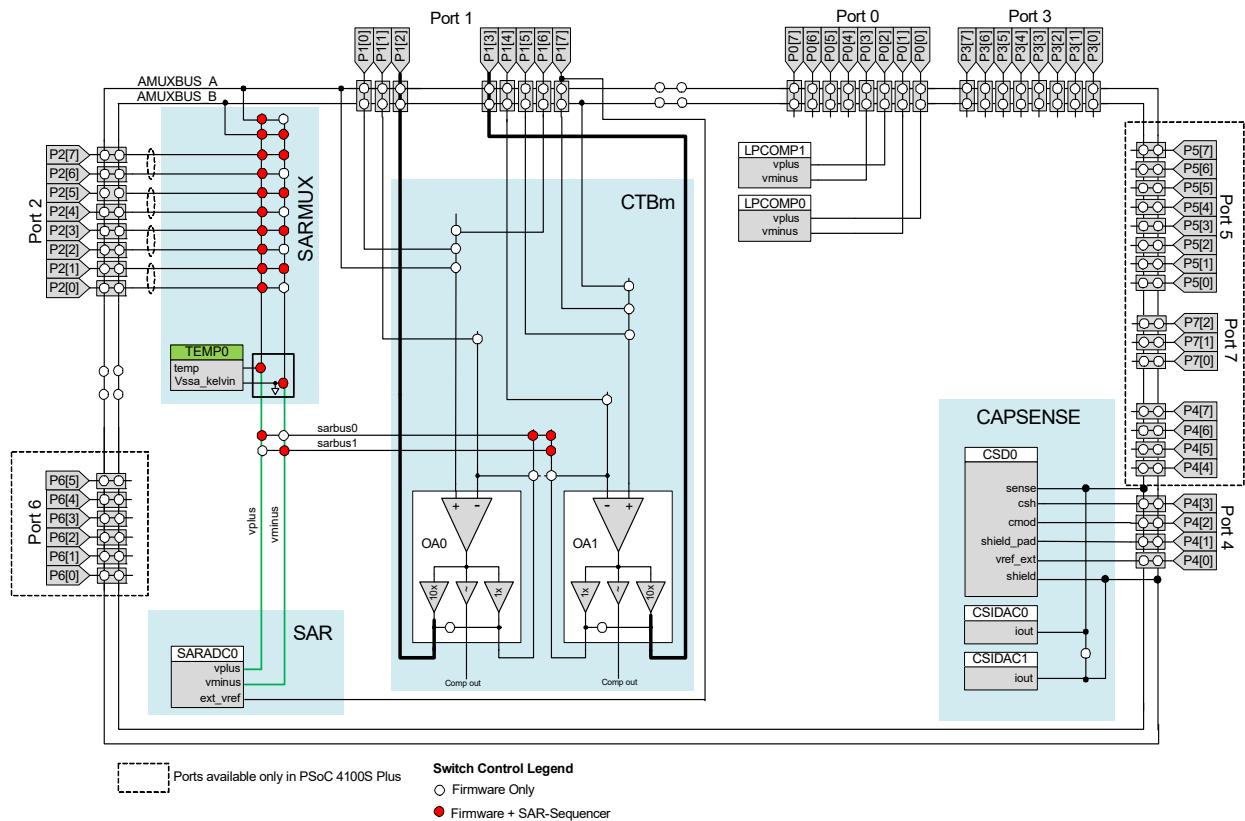 Port 1
Port 0
Port 3
P1[0]
P1[1]
P1[2]
P1[3]
P1[4]
P1[5]
P1[6]
P1[7]
P0[7]
P0[6]
P0[5]
P0[4]
P0[3]
P0[2]
P0[1]
P0[0]
P3[7]
P3[6]
P3[5]
P3[4]
P3[3]
P3[2]
P3[1]
P3[0]
AMUXBUS_A
AMUXBUS_B
Port 2
P2[7]
P2[6]
P2[5]
P2[4]
P2[3]
P2[2]
P2[1]
P2[0]
SARMUX
TEMP0
temp
Vssa_kelvin
sarbus0
sarbus1
vplus
vminus
Port 6
P6[5]
P6[4]
P6[3]
P6[2]
P6[1]
P6[0]
SAR
SARADC0
vplus
vminus
ext_vref
CTBm
+
-
OA0
10x
~
1x
Comp out
-
+
OA1
1x
~
10x
Comp out
LPCOMP1
vplus
vminus
LPCOMP0
vplus
vminus
P5[7]
P5[6]
P5[5]
P5[4]
P5[3]
P5[2]
P5[1]
P5[0]
Port 5
P7[2]
P7[1]
P7[0]
Port 7
P4[7]
P4[6]
P4[5]
P4[4]
P4[3]
P4[2]
P4[1]
P4[0]
Port 4
CAPSENSE
CSD0
sense
csh
cmod
shield_pad
vref_ext
shield
CSIDAC0
iout
CSIDAC1
iout
Ports available only in PSoC 4100S Plus
Switch Control Legend
Firmware Only
Firmware + SAR-Sequencer